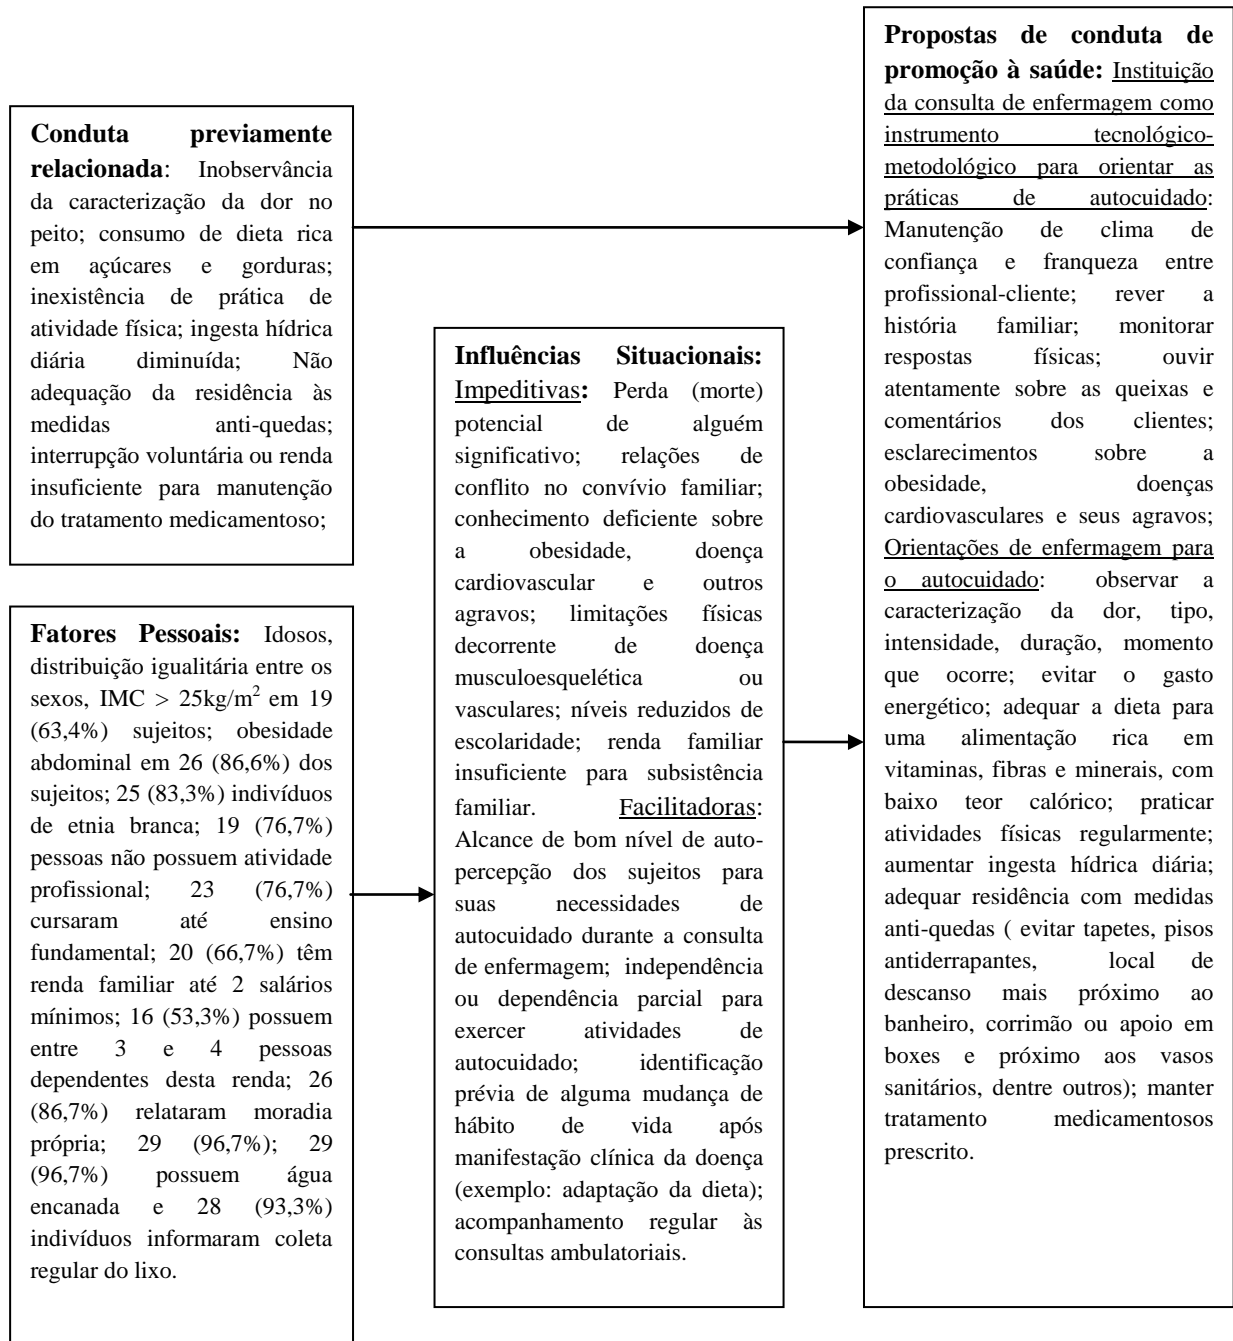 Conduta previamente
relacionada: Inobservância
da caracterização da dor no
peito; consumo de dieta rica
em açúcares e gorduras;
inexistência de prática de
atividade física; ingesta hídrica
diária diminuída; Não
adequação da residência às
medidas anti-quedas;
interrupção voluntária ou renda
insuficiente para manutenção
do tratamento medicamentoso;
Fatores Pessoais: Idosos,
distribuição igualitária entre os
sexos, IMC > 25kg/m² em 19
(63,4%) sujeitos; obesidade
abdominal em 26 (86,6%) dos
sujeitos; 25 (83,3%) indivíduos
de etnia branca; 19 (76,7%)
pessoas não possuem atividade
profissional; 23 (76,7%)
cursaram até ensino
fundamental; 20 (66,7%) têm
renda familiar até 2 salários
mínimos; 16 (53,3%) possuem
entre 3 e 4 pessoas
dependentes desta renda; 26
(86,7%) relataram moradia
própria; 29 (96,7%); 29
(96,7%) possuem água
encanada e 28 (93,3%)
indivíduos informaram coleta
regular do lixo.
Influências Situacionais:
Impeditivas: Perda (morte)
potencial de alguém
significativo; relações de
conflito no convívio familiar;
conhecimento deficiente sobre
a obesidade, doença
cardiovascular e outros
agravos; limitações físicas
decorrente de doença
musculoesquelética ou
vasculares; níveis reduzidos de
escolaridade; renda familiar
insuficiente para subsistência
familiar. Facilitadoras:
Alcance de bom nível de auto-
percepção dos sujeitos para
suas necessidades de
autocuidado durante a consulta
de enfermagem; independência
ou dependência parcial para
exercer atividades de
autocuidado; identificação
prévia de alguma mudança de
hábito de vida após
manifestação clínica da doença
(exemplo: adaptação da dieta);
acompanhamento regular às
consultas ambulatoriais.
Propostas de conduta de
promoção à saúde: Instituição
da consulta de enfermagem como
instrumento tecnológico-
metodológico para orientar as
práticas de autocuidado:
Manutenção de clima de
confiança e franqueza entre
profissional-cliente; rever a
história familiar; monitorar
respostas físicas; ouvir
atentamente sobre as queixas e
comentários dos clientes;
esclarecimentos sobre a
obesidade, doenças
cardiovasculares e seus agravos;
Orientações de enfermagem para
o autocuidado: observar a
caracterização da dor, tipo,
intensidade, duração, momento
que ocorre; evitar o gasto
energético; adequar a dieta para
uma alimentação rica em
vitaminas, fibras e minerais, com
baixo teor calórico; praticar
atividades físicas regularmente;
aumentar ingesta hídrica diária;
adequar residência com medidas
anti-quedas ( evitar tapetes, pisos
antiderrapantes, local de
descanso mais próximo ao
banheiro, corrimão ou apoio em
boxes e próximo aos vasos
sanitários, dentre outros); manter
tratamento medicamentosos
prescrito.